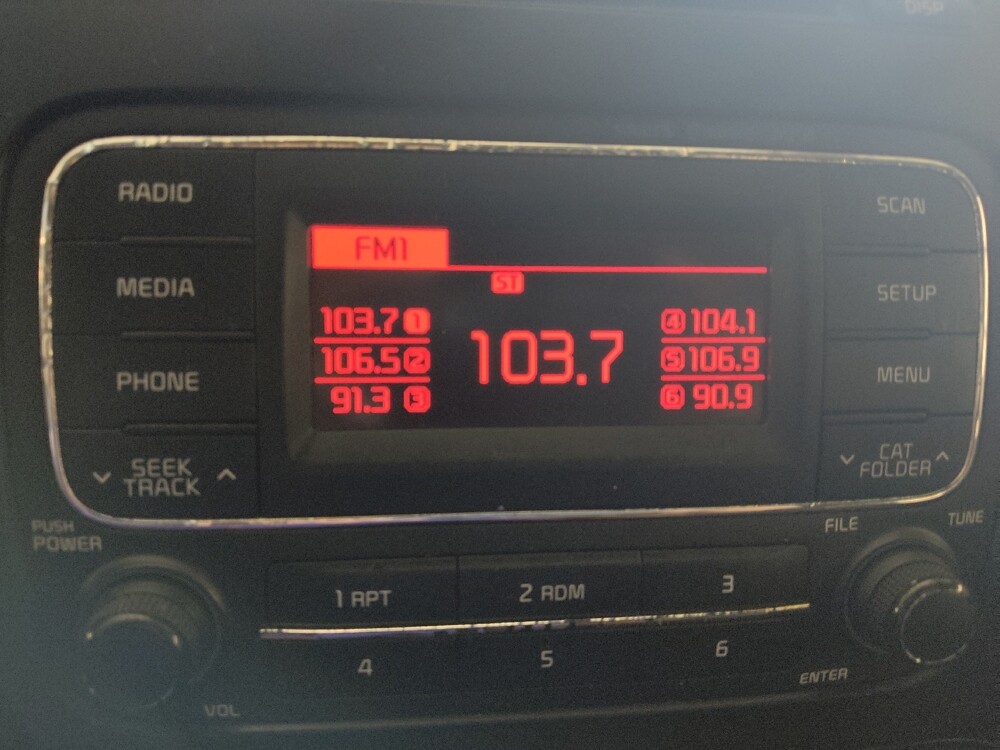 DISP
RADIO
SCAN
FM1
ST
MEDIA
SETUP
103.7 1
103.7
4 104.1
106.5 2
5 106.9
PHONE
MENU
91.3 3
6 90.9
SEEK
TRACK
CAT
FOLDER
PUSH
POWER
FILE
TUNE
1 RPT
2 RDM
3
4
5
6
ENTER
VOL